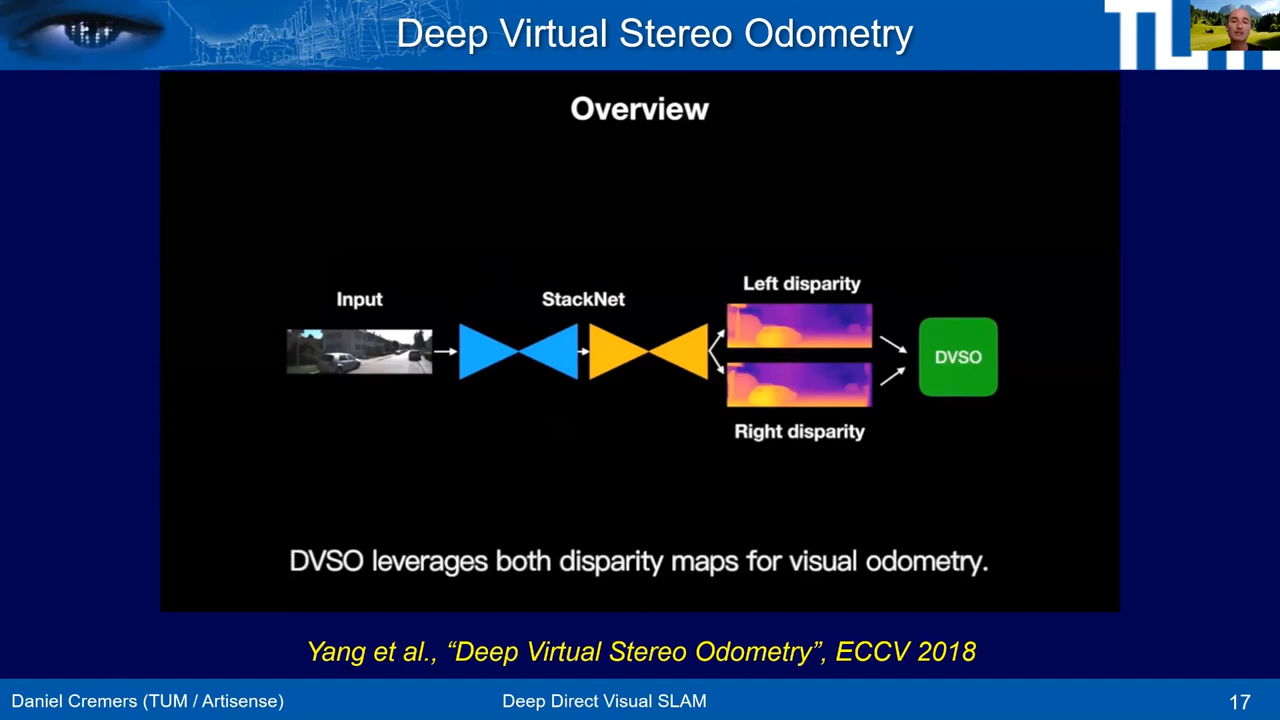 Deep Virtual Stereo Odometry
Overview
Input
StackNet
Left disparity
DVSO
Right disparity
DVSO leverages both disparity maps for visual odometry.
Yang et al., “Deep Virtual Stereo Odometry”, ECCV 2018
Daniel Cremers (TUM / Artisense)
Deep Direct Visual SLAM
17